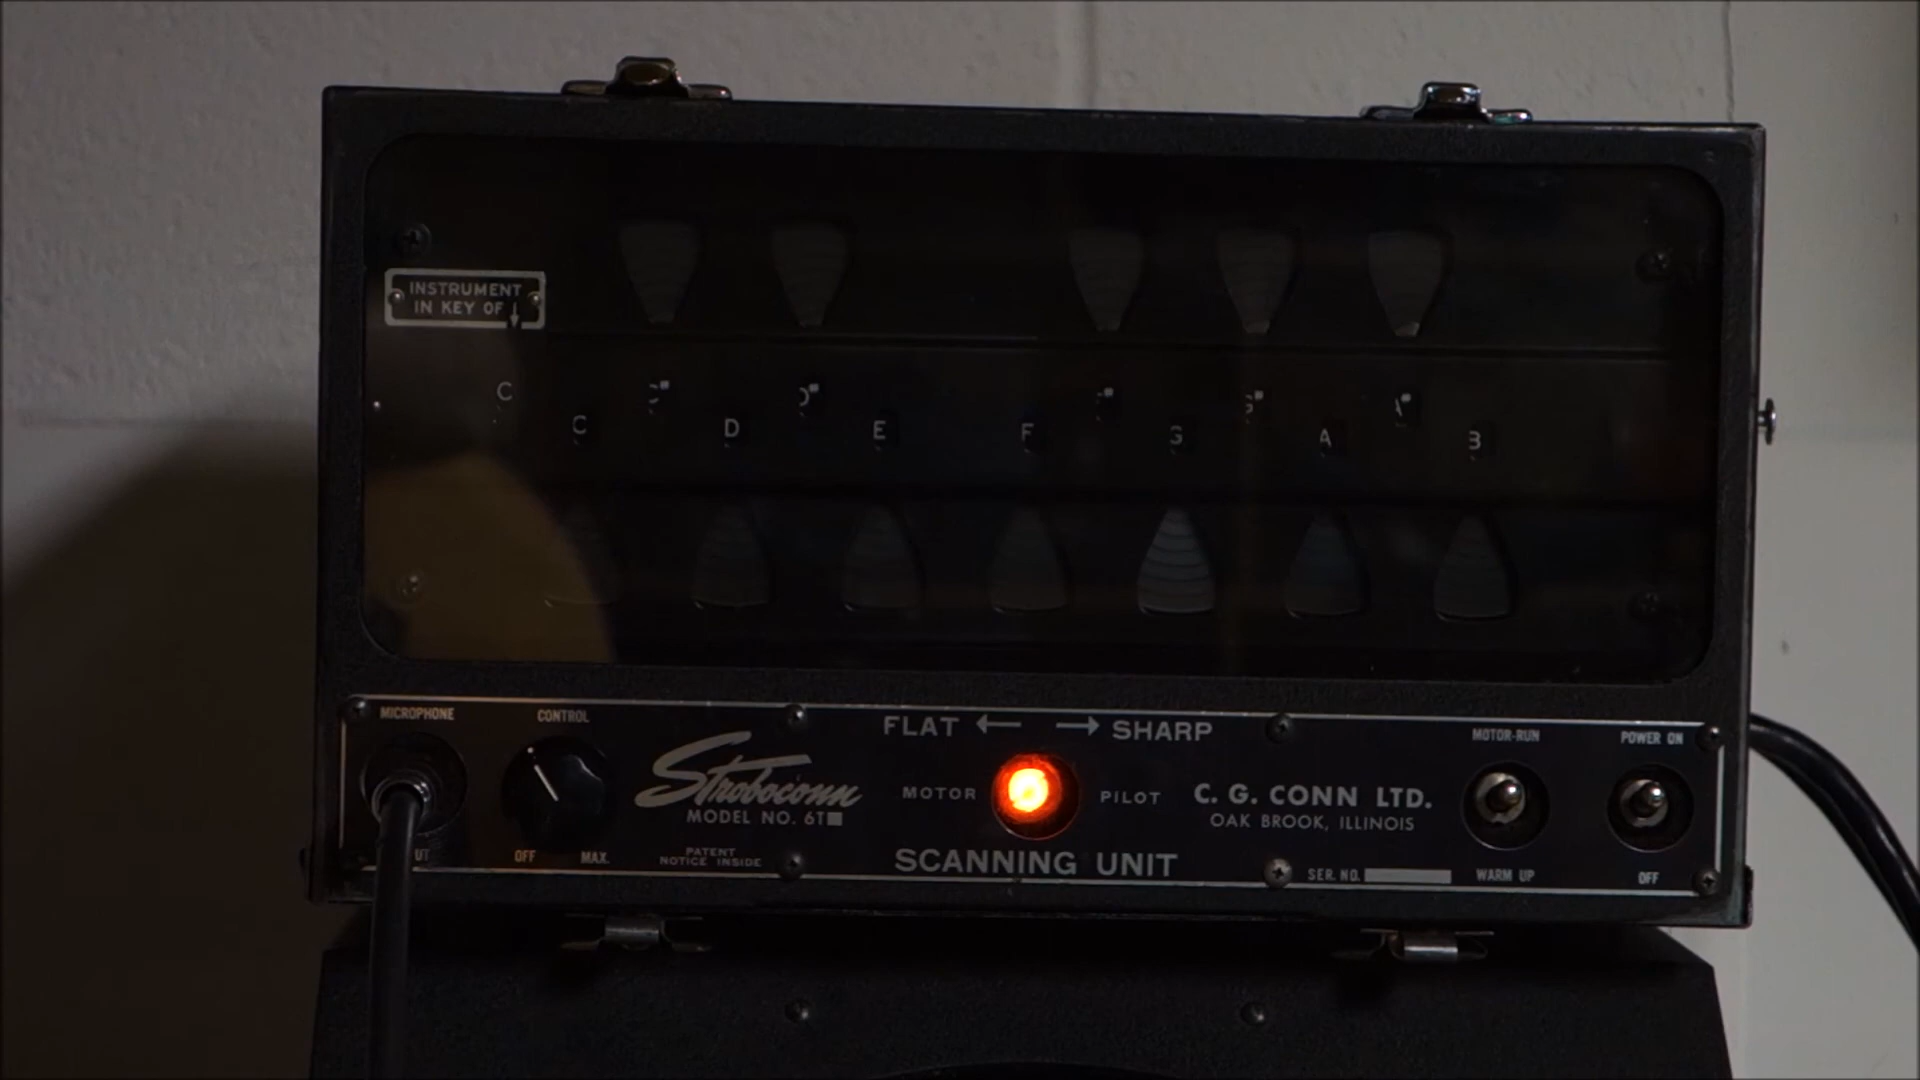 INSTRUMENT
IN KEY OF ↓
C
C D E F G A B
MICROPHONE
CONTROL
OFF MAX.
Stroboconn
MODEL NO. 6T
PATENT
NOTICE INSIDE
FLAT ← → SHARP
MOTOR PILOT
SCANNING UNIT
C. G. CONN LTD.
OAK BROOK, ILLINOIS
SER. NO.
MOTOR-RUN
WARM UP
POWER ON
OFF